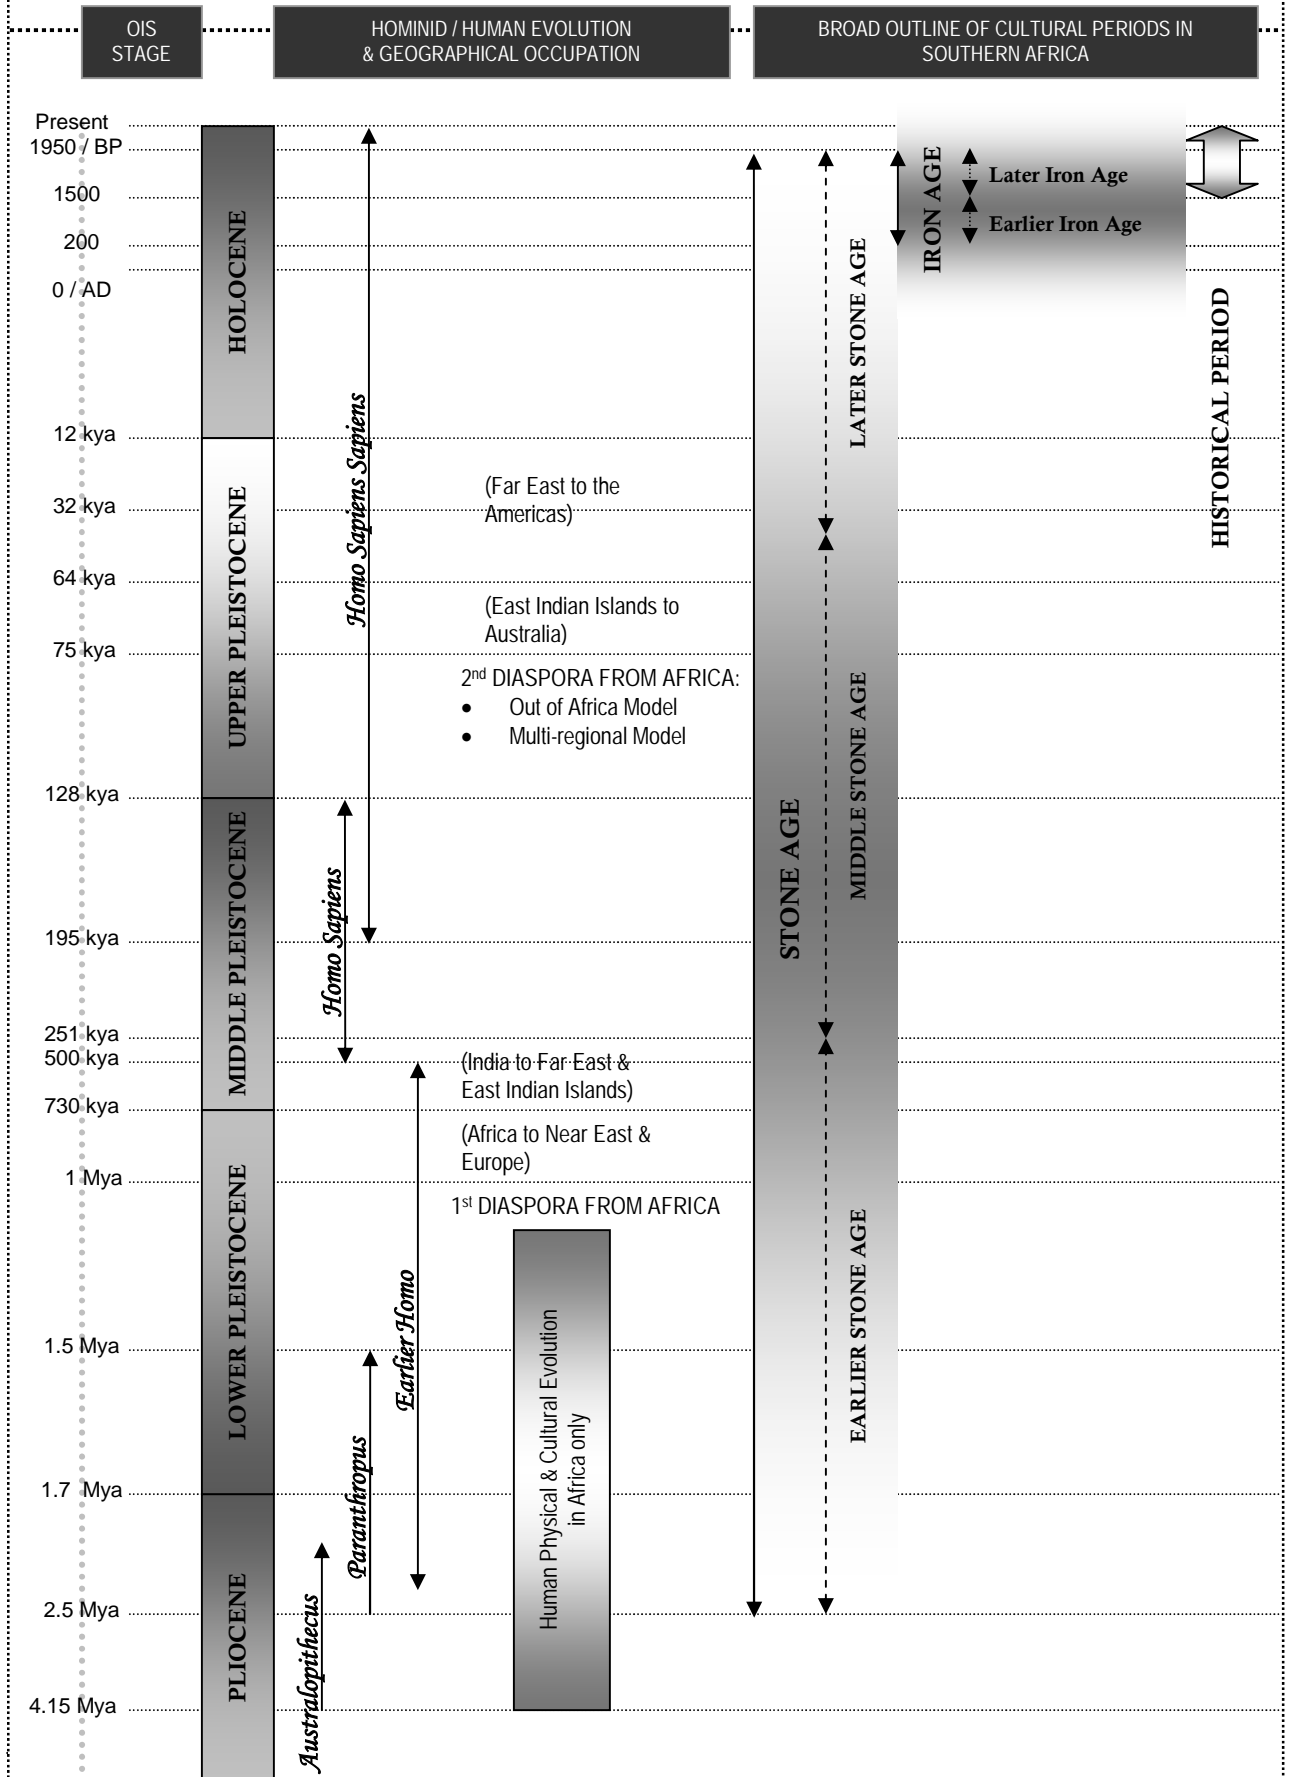 OIS
STAGE
HOMINID / HUMAN EVOLUTION
& GEOGRAPHICAL OCCUPATION
BROAD OUTLINE OF CULTURAL PERIODS IN
SOUTHERN AFRICA
Present
1950 / BP
1500
200
0 / AD
12 kya
32 kya
64 kya
75 kya
128 kya
195 kya
251 kya
500 kya
730 kya
1 Mya
1.5 Mya
1.7 Mya
2.5 Mya
4.15 Mya
HOLOCENE
UPPER PLEISTOCENE
MIDDLE PLEISTOCENE
LOWER PLEISTOCENE
PLIOCENE
Homo Sapiens Sapiens
Homo Sapiens
Earlier Homo
Paranthropus
Australopithecus
(Far East to the
Americas)
(East Indian Islands to
Australia)
2nd DIASPORA FROM AFRICA:
• Out of Africa Model
• Multi-regional Model
(India to Far East &
East Indian Islands)
(Africa to Near East &
Europe)
1st DIASPORA FROM AFRICA
Human Physical & Cultural Evolution
in Africa only
STONE AGE
LATER STONE AGE
MIDDLE STONE AGE
EARLIER STONE AGE
IRON AGE
Later Iron Age
Earlier Iron Age
HISTORICAL PERIOD